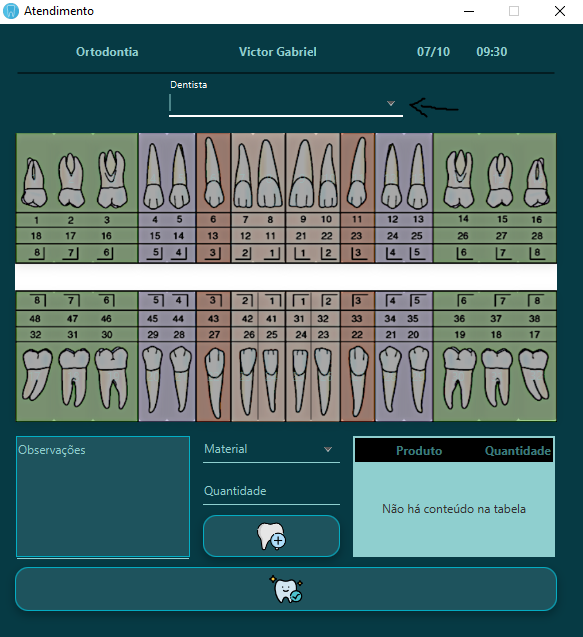 Atendimento
Ortodontia Victor Gabriel 07/10 09:30
Dentista
1 2 3 4 5 6 7 8 9 10 11 12 13 14 15 16
18 17 16 15 14 13 12 11 21 22 23 24 25 26 27 28
8 7 6 5 4 3 2 1 1 2 3 4 5 6 7 8
8 7 6 5 4 3 2 1 1 2 3 4 5 6 7 8
48 47 46 45 44 43 42 41 31 32 33 34 35 36 37 38
32 31 30 29 28 27 26 25 24 23 22 21 20 19 18 17
Observações
Material
Quantidade
Produto Quantidade
Não há conteúdo na tabela